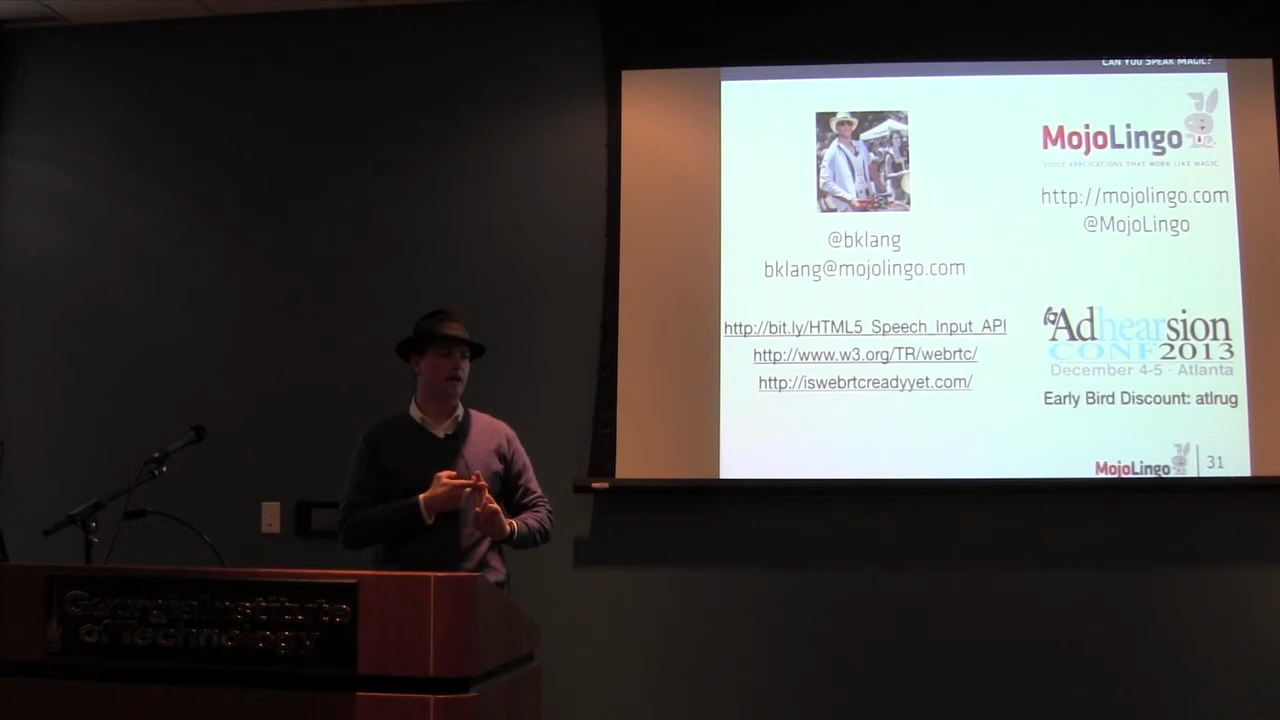 CAN YOU SPEAK MAGIC?
MojoLingo
VOICE APPLICATIONS THAT WORK LIKE MAGIC
http://mojolingo.com
@MojoLingo
@bklang
bklang@mojolingo.com
http://bit.ly/HTML5_Speech_Input_API
http://www.w3.org/TR/webrtc/
http://iswebrtcreadyyet.com/
Adhearsion
CONF 2013
December 4-5 · Atlanta
Early Bird Discount: atlrug
MojoLingo 31
Georgia Institute
of Technology